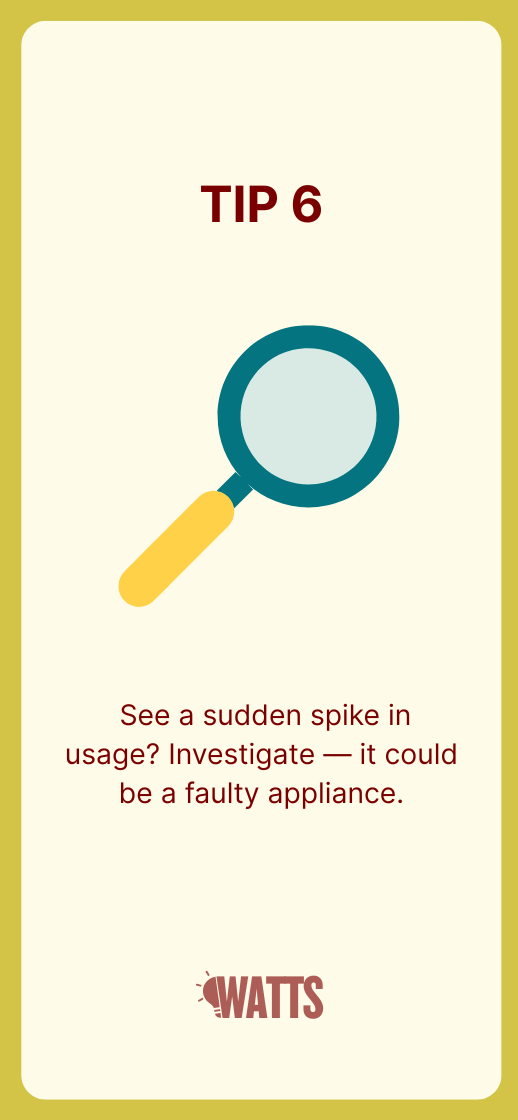 TIP 6
See a sudden spike in
usage? Investigate — it could
be a faulty appliance.
WATTS